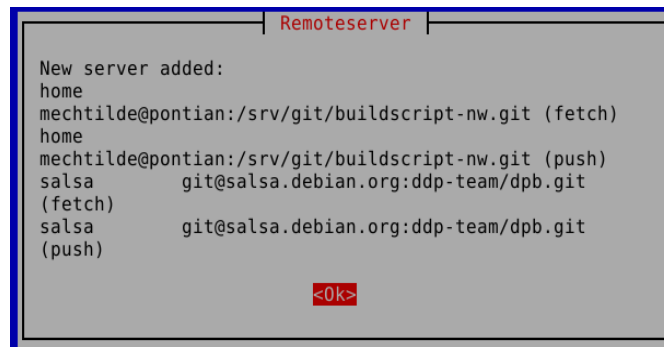 Remoteserver
New server added:
home
mechtilde@pontian:/srv/git/buildscript-nw.git (fetch)
home
mechtilde@pontian:/srv/git/buildscript-nw.git (push)
salsa git@salsa.debian.org:ddp-team/dpb.git
(fetch)
salsa git@salsa.debian.org:ddp-team/dpb.git
(push)
<Ok>